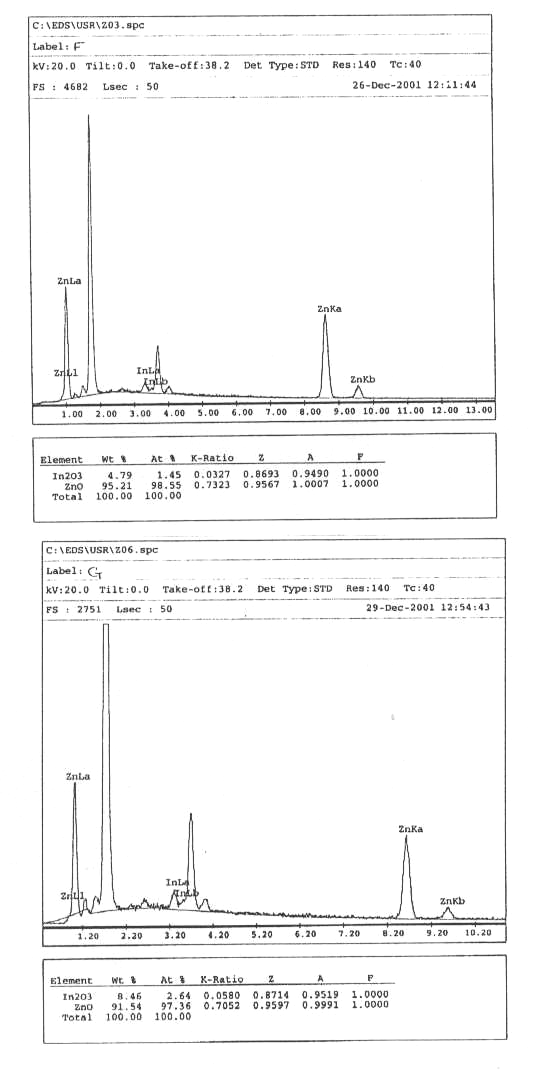 C:\EDS\USR\Z03.spc
Label: F
kV:20.0 Tilt:0.0 Take-off:38.2 Det Type:STD Res:140 Tc:40
FS : 4682 Lsec : 50 26-Dec-2001 12:11:44
ZnLa
ZnKa
ZnLl InLa InLb ZnKb
1.00 2.00 3.00 4.00 5.00 6.00 7.00 8.00 9.00 10.00 11.00 12.00 13.00
Element Wt % At % K-Ratio Z A F
In2O3 4.79 1.45 0.0327 0.8693 0.9490 1.0000
ZnO 95.21 98.55 0.7323 0.9567 1.0007 1.0000
Total 100.00 100.00
C:\EDS\USR\Z06.spc
Label: G
kV:20.0 Tilt:0.0 Take-off:38.2 Det Type:STD Res:140 Tc:40
FS : 2751 Lsec : 50 29-Dec-2001 12:54:43
ZnLa
ZnKa
ZnLl InLa InLb ZnKb
1.20 2.20 3.20 4.20 5.20 6.20 7.20 8.20 9.20 10.20
Element Wt % At % K-Ratio Z A F
In2O3 8.46 2.64 0.0580 0.8714 0.9519 1.0000
ZnO 91.54 97.36 0.7052 0.9597 0.9991 1.0000
Total 100.00 100.00